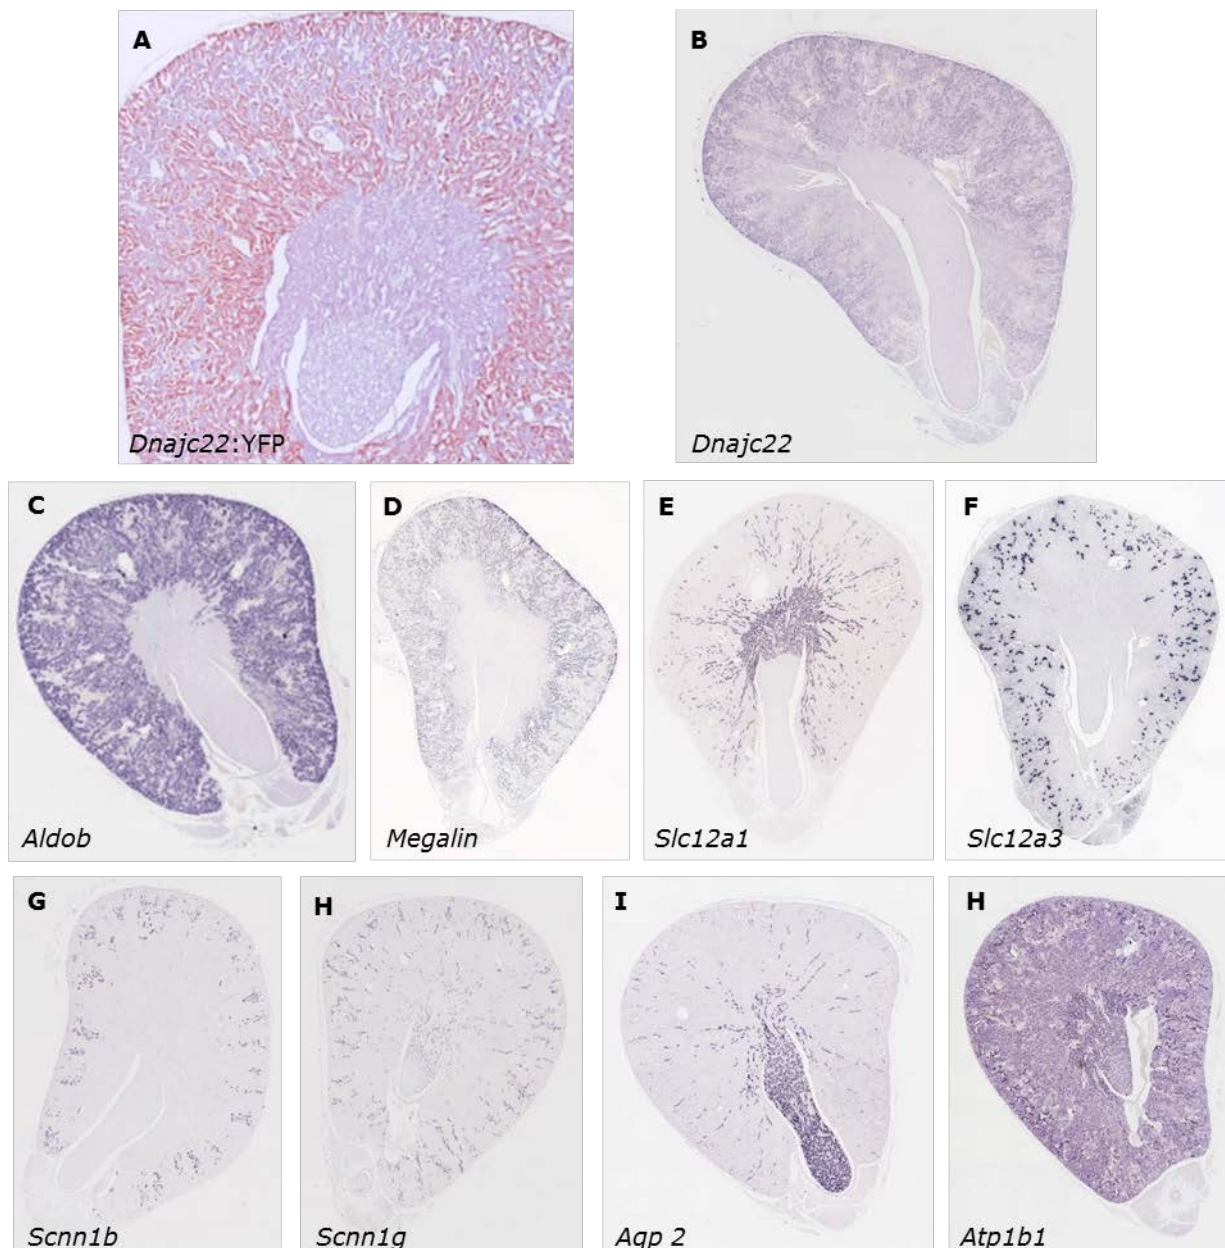 A
Dnajc22:YFP
B
Dnajc22
C
Aldob
D
Megalin
E
Slc12a1
F
Slc12a3
G
Scnn1b
H
Scnn1g
I
Aqp 2
H
Atp1b1